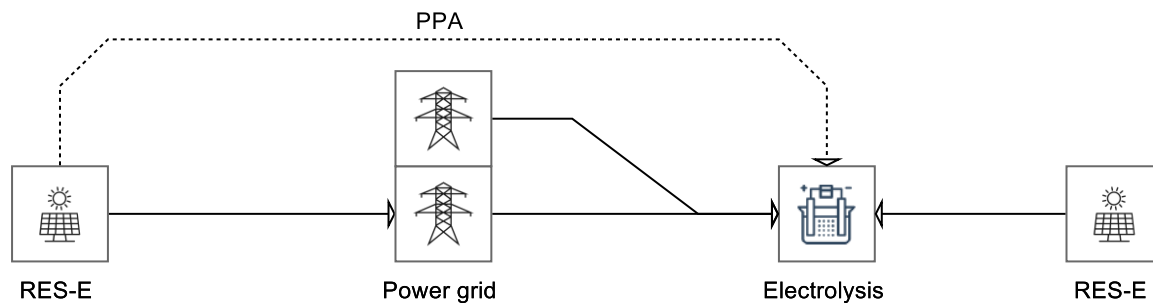 PPA
RES-E
Power grid
Electrolysis
RES-E